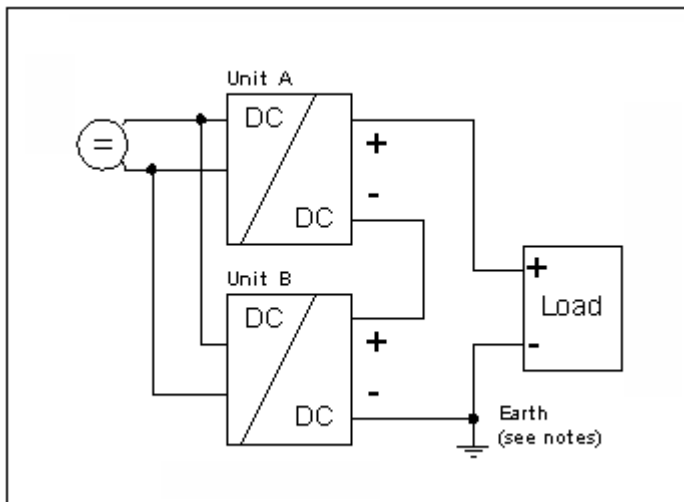 Unit A
=
DC
+
-
DC
Unit B
DC
+
-
DC
+
Load
-
Earth
(see notes)